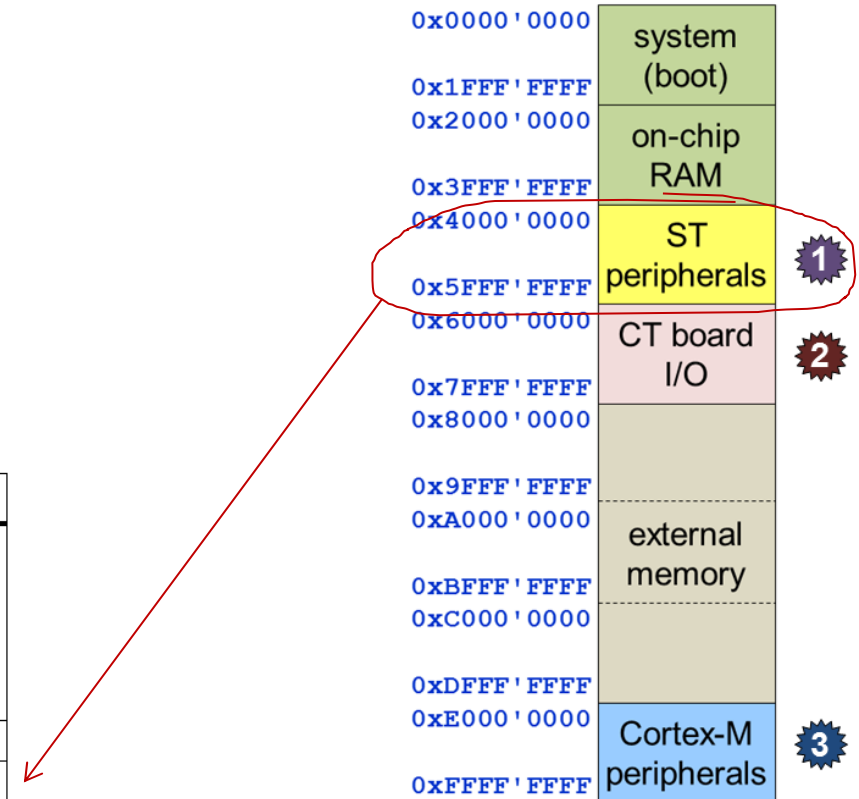 0x0000'0000
system
(boot)
0x1FFF'FFFF
0x2000'0000
on-chip
RAM
0x3FFF'FFFF
0x4000'0000
ST
peripherals
1
0x5FFF'FFFF
0x6000'0000
CT board
I/O
2
0x7FFF'FFFF
0x8000'0000
0x9FFF'FFFF
0xA000'0000
external
memory
0xBFFF'FFFF
0xC000'0000
0xDFFF'FFFF
0xE000'0000
Cortex-M
peripherals
3
0xFFFF'FFFF